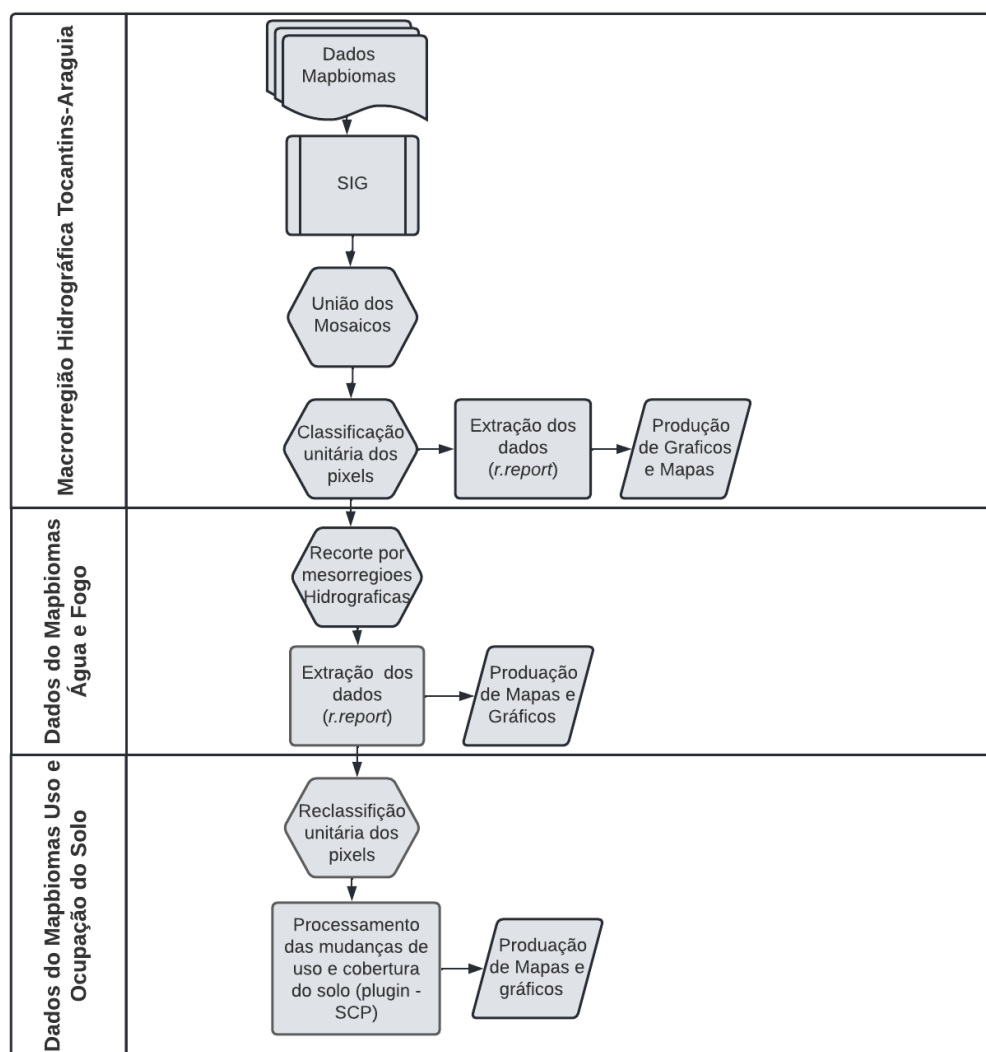 Macrorregião Hidrográfica Tocantins-Araguia
Dados
Mapbiomas
SIG
União dos
Mosaicos
Classificação
unitária dos
pixels
Extração dos
dados
(r.report)
Produção
de Graficos
e Mapas
Dados do Mapbiomas
Água e Fogo
Recorte por
mesorregioes
Hidrograficas
Extração dos
dados
(r.report)
Produação
de Mapas e
Gráficos
Dados do Mapbiomas Uso e
Ocupação do Solo
Reclassifição
unitária dos
pixels
Processamento
das mudanças de
uso e cobertura
do solo (plugin -
SCP)
Produação
de Mapas e
gráficos